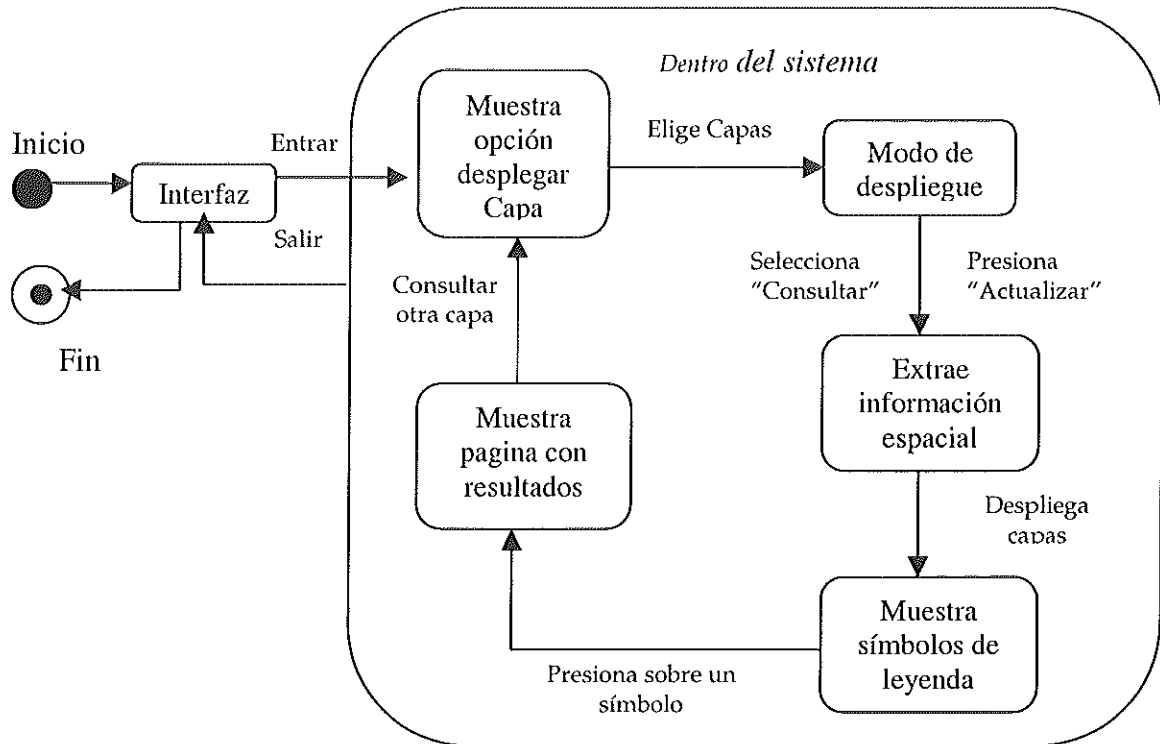 Dentro del sistema
Inicio
Entrar
Interfaz
Salir
Fin
Muestra
opción
desplegar
Capa
Elige Capas
Modo de
despliegue
Selecciona
“Consultar”
Presiona
“Actualizar”
Extrae
información
espacial
Despliega
capas
Muestra
símbolos de
leyenda
Presiona sobre un
símbolo
Muestra
pagina con
resultados
Consultar
otra capa